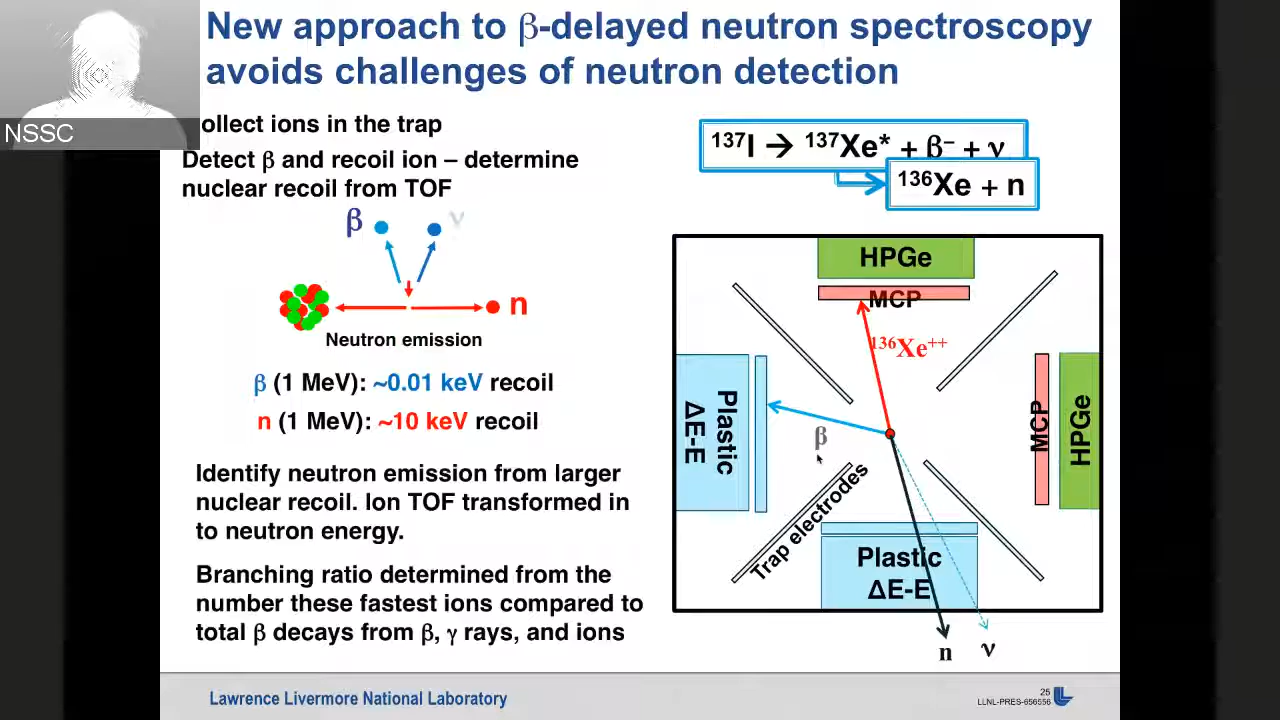 New approach to β-delayed neutron spectroscopy
avoids challenges of neutron detection
NSSC
ollect ions in the trap
Detect β and recoil ion – determine
nuclear recoil from TOF
β
ν
n
Neutron emission
β (1 MeV): ~0.01 keV recoil
n (1 MeV): ~10 keV recoil
Identify neutron emission from larger
nuclear recoil. Ion TOF transformed in
to neutron energy.
Branching ratio determined from the
number these fastest ions compared to
total β decays from β, γ rays, and ions
¹³⁷I → ¹³⁷Xe* + β⁻ + ν
¹³⁶Xe + n
HPGe
MCP
¹³⁶Xe⁺⁺
Plastic
ΔE-E
β
MCP
HPGe
Trap electrodes
Plastic
ΔE-E
n
ν
Lawrence Livermore National Laboratory
25
LLNL-PRES-656556